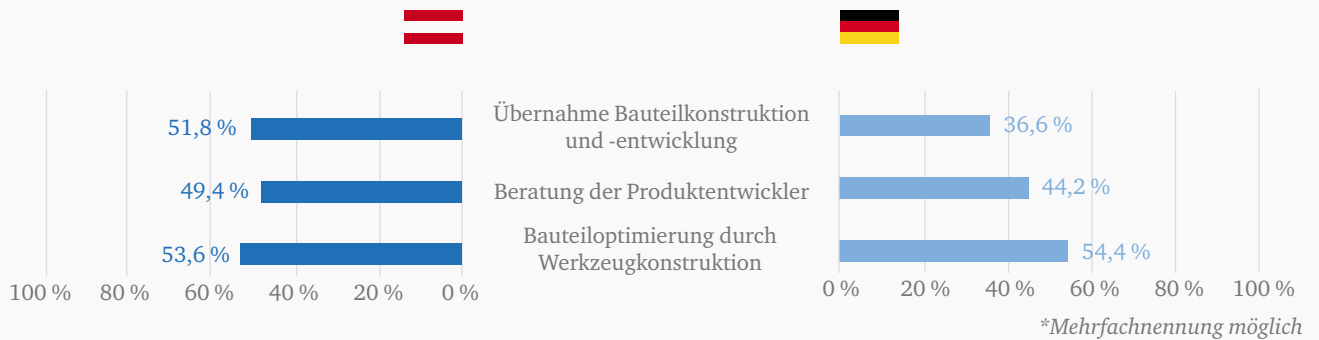 51,8 %
Übernahme Bauteilkonstruktion
und -entwicklung
36,6 %
49,4 %
Beratung der Produktentwickler
44,2 %
53,6 %
Bauteiloptimierung durch
Werkzeugkonstruktion
54,4 %
100 % 80 % 60 % 40 % 20 % 0 %
0 % 20 % 40 % 60 % 80 % 100 %
*Mehrfachnennung möglich